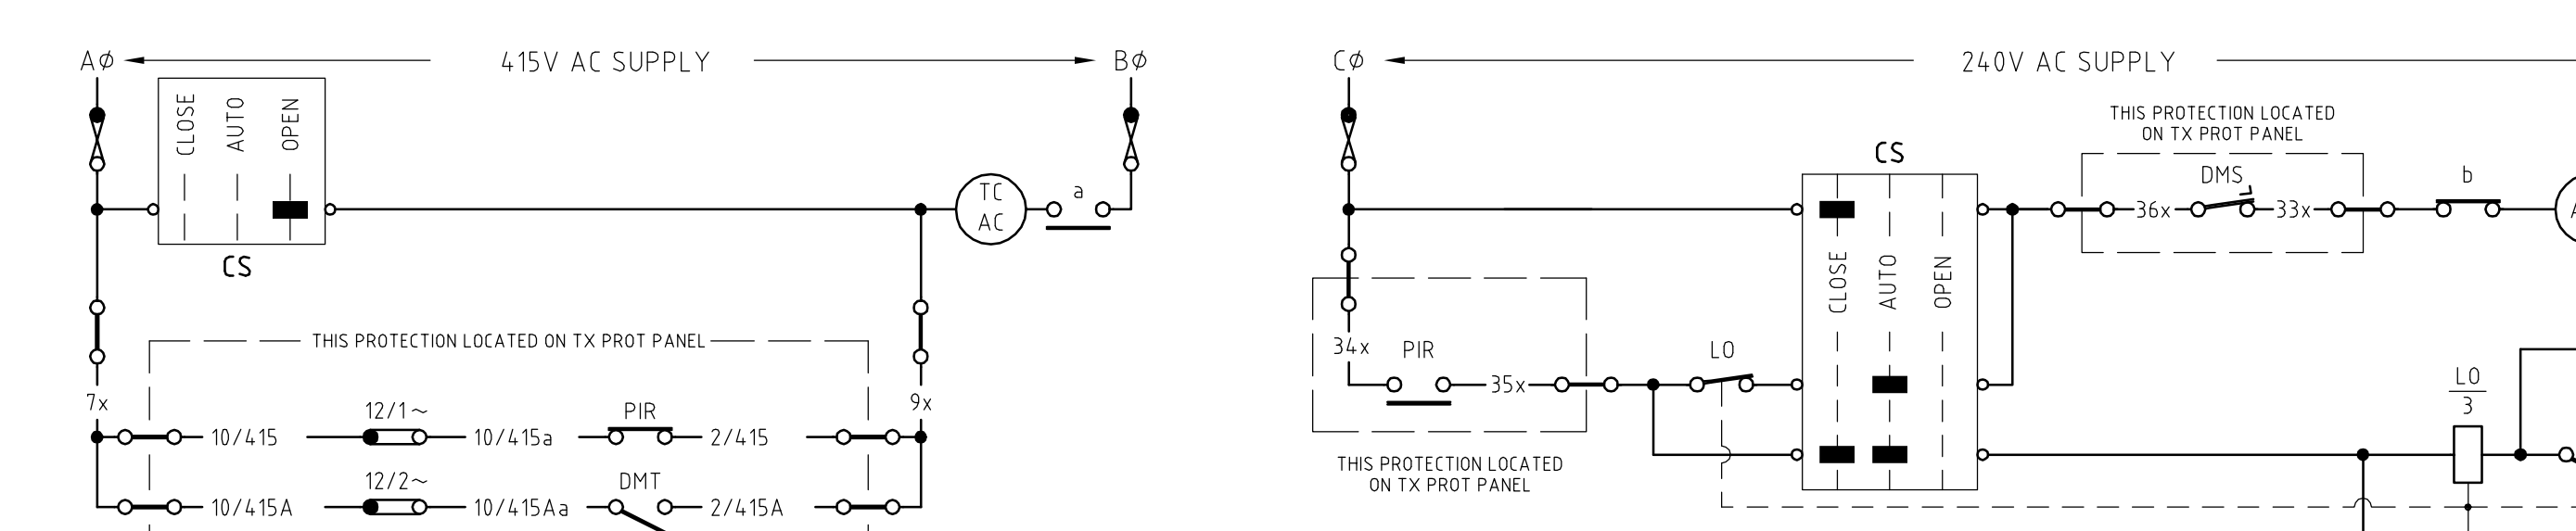 AØ
415V AC SUPPLY
BØ
CØ
240V AC SUPPLY
CLOSE
AUTO
OPEN
CS
TC
AC
a
THIS PROTECTION LOCATED
ON TX PROT PANEL
CS
DMS
36x
33x
b
CLOSE
AUTO
OPEN
THIS PROTECTION LOCATED ON TX PROT PANEL
7x
9x
12/1~
PIR
10/415
10/415a
2/415
12/2~
DMT
10/415A
10/415Aa
2/415A
34x
PIR
35x
LO
THIS PROTECTION LOCATED
ON TX PROT PANEL
LO
3